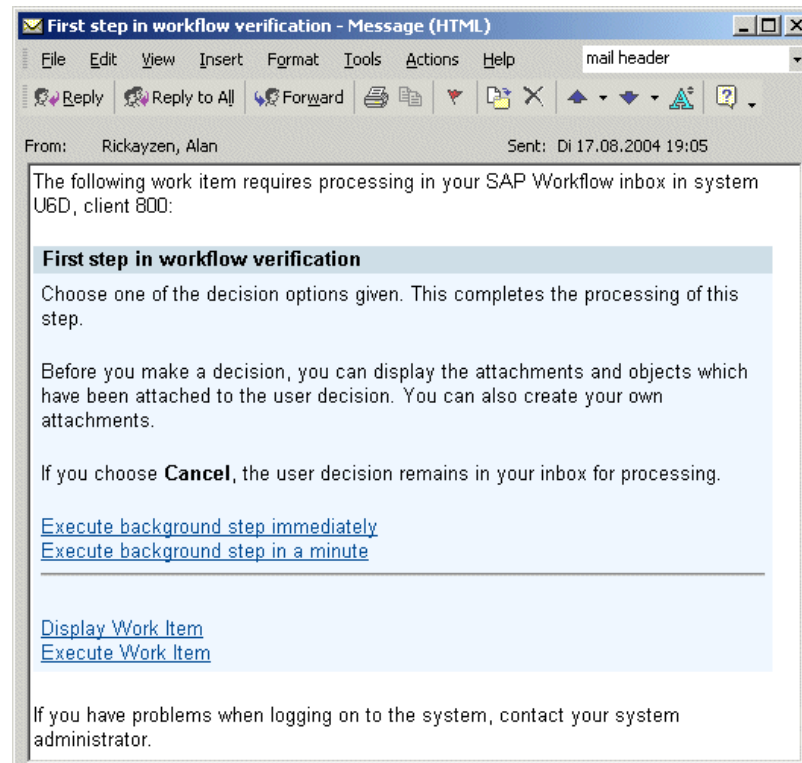 First step in workflow verification - Message (HTML)
File Edit View Insert Format Tools Actions Help mail header
Reply Reply to All Forward
From: Rickayzen, Alan Sent: Di 17.08.2004 19:05
The following work item requires processing in your SAP Workflow inbox in system
U6D, client 800:
First step in workflow verification
Choose one of the decision options given. This completes the processing of this
step.
Before you make a decision, you can display the attachments and objects which
have been attached to the user decision. You can also create your own
attachments.
If you choose Cancel, the user decision remains in your inbox for processing.
Execute background step immediately
Execute background step in a minute
Display Work Item
Execute Work Item
If you have problems when logging on to the system, contact your system
administrator.